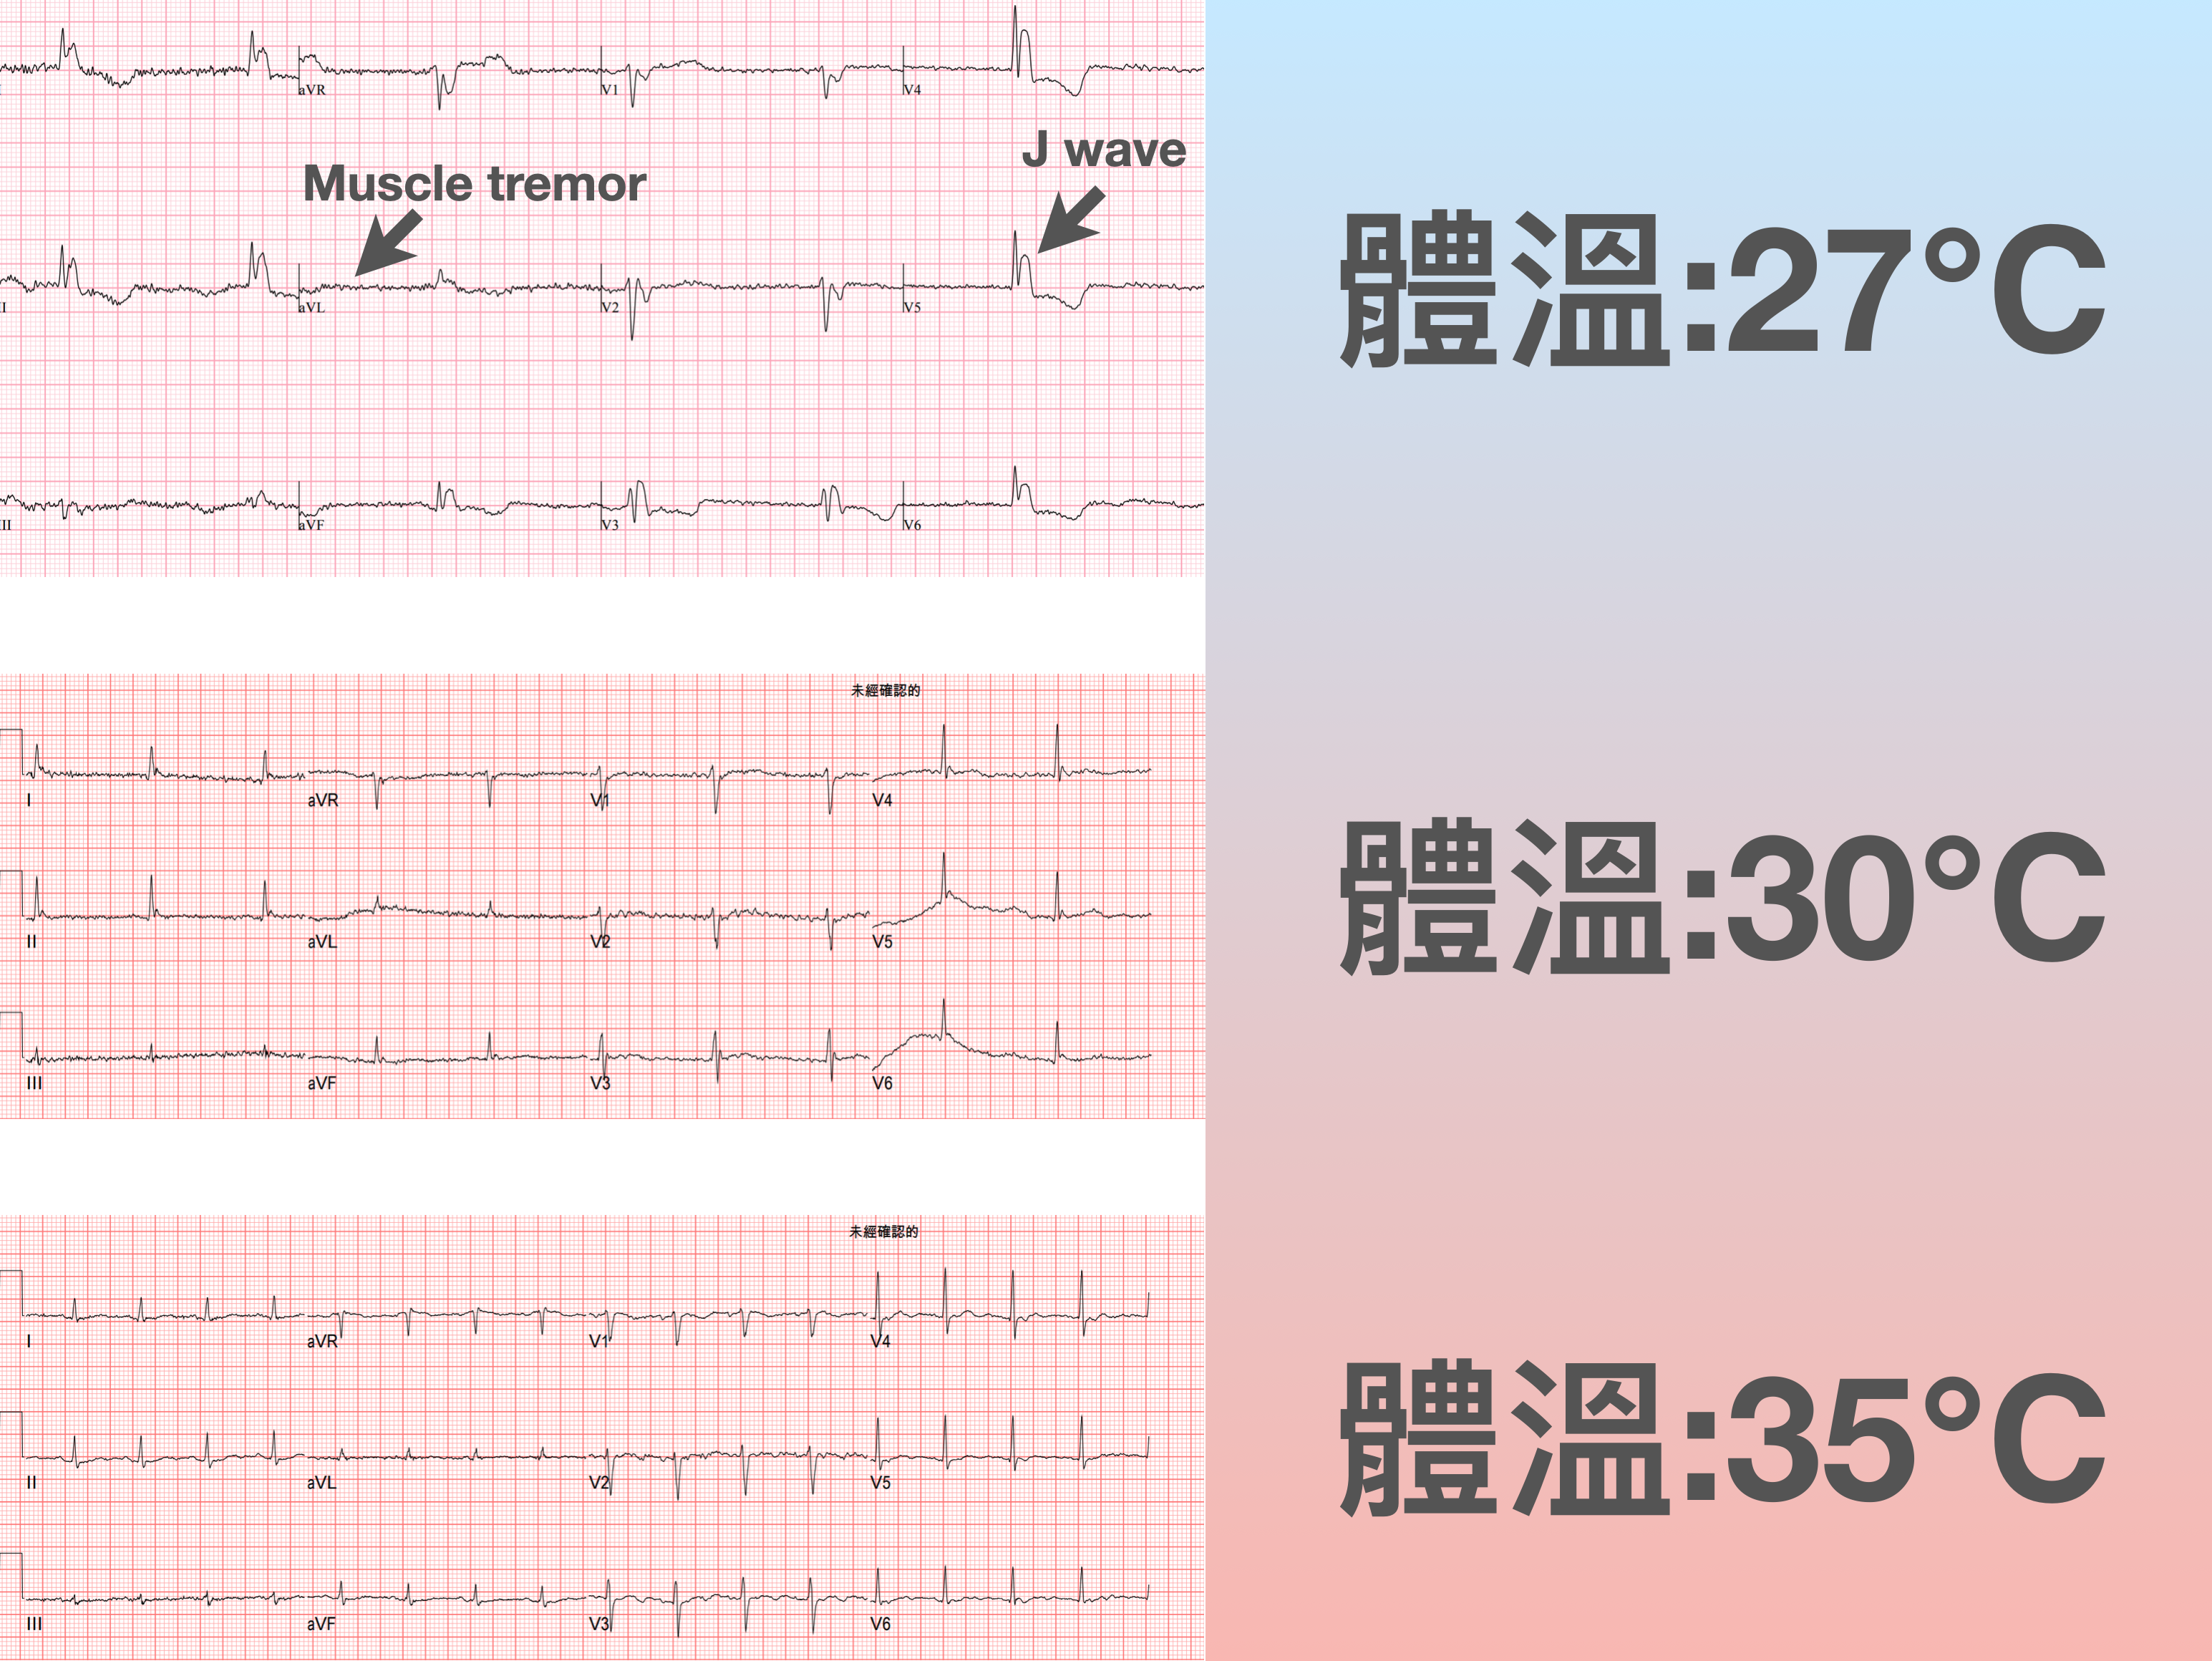 I aVR V1 V4
J wave
Muscle tremor
II aVL V2 V5
III aVF V3 V6
體溫:27°C
未經確認的
I aVR V1 V4
II aVL V2 V5
III aVF V3 V6
體溫:30°C
未經確認的
I aVR V1 V4
II aVL V2 V5
III aVF V3 V6
體溫:35°C